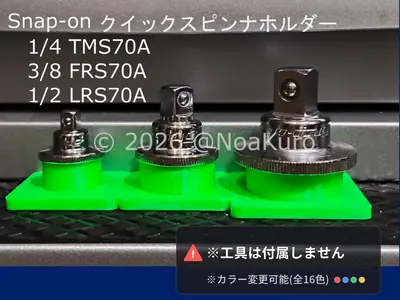 Snap-on クイックスピンナホルダー
1/4 TMS70A
3/8 FRS70A
1/2 LRS70A
© 2026 @NoaKuro
⚠※工具は付属しません
※カラー変更可能(全16色)